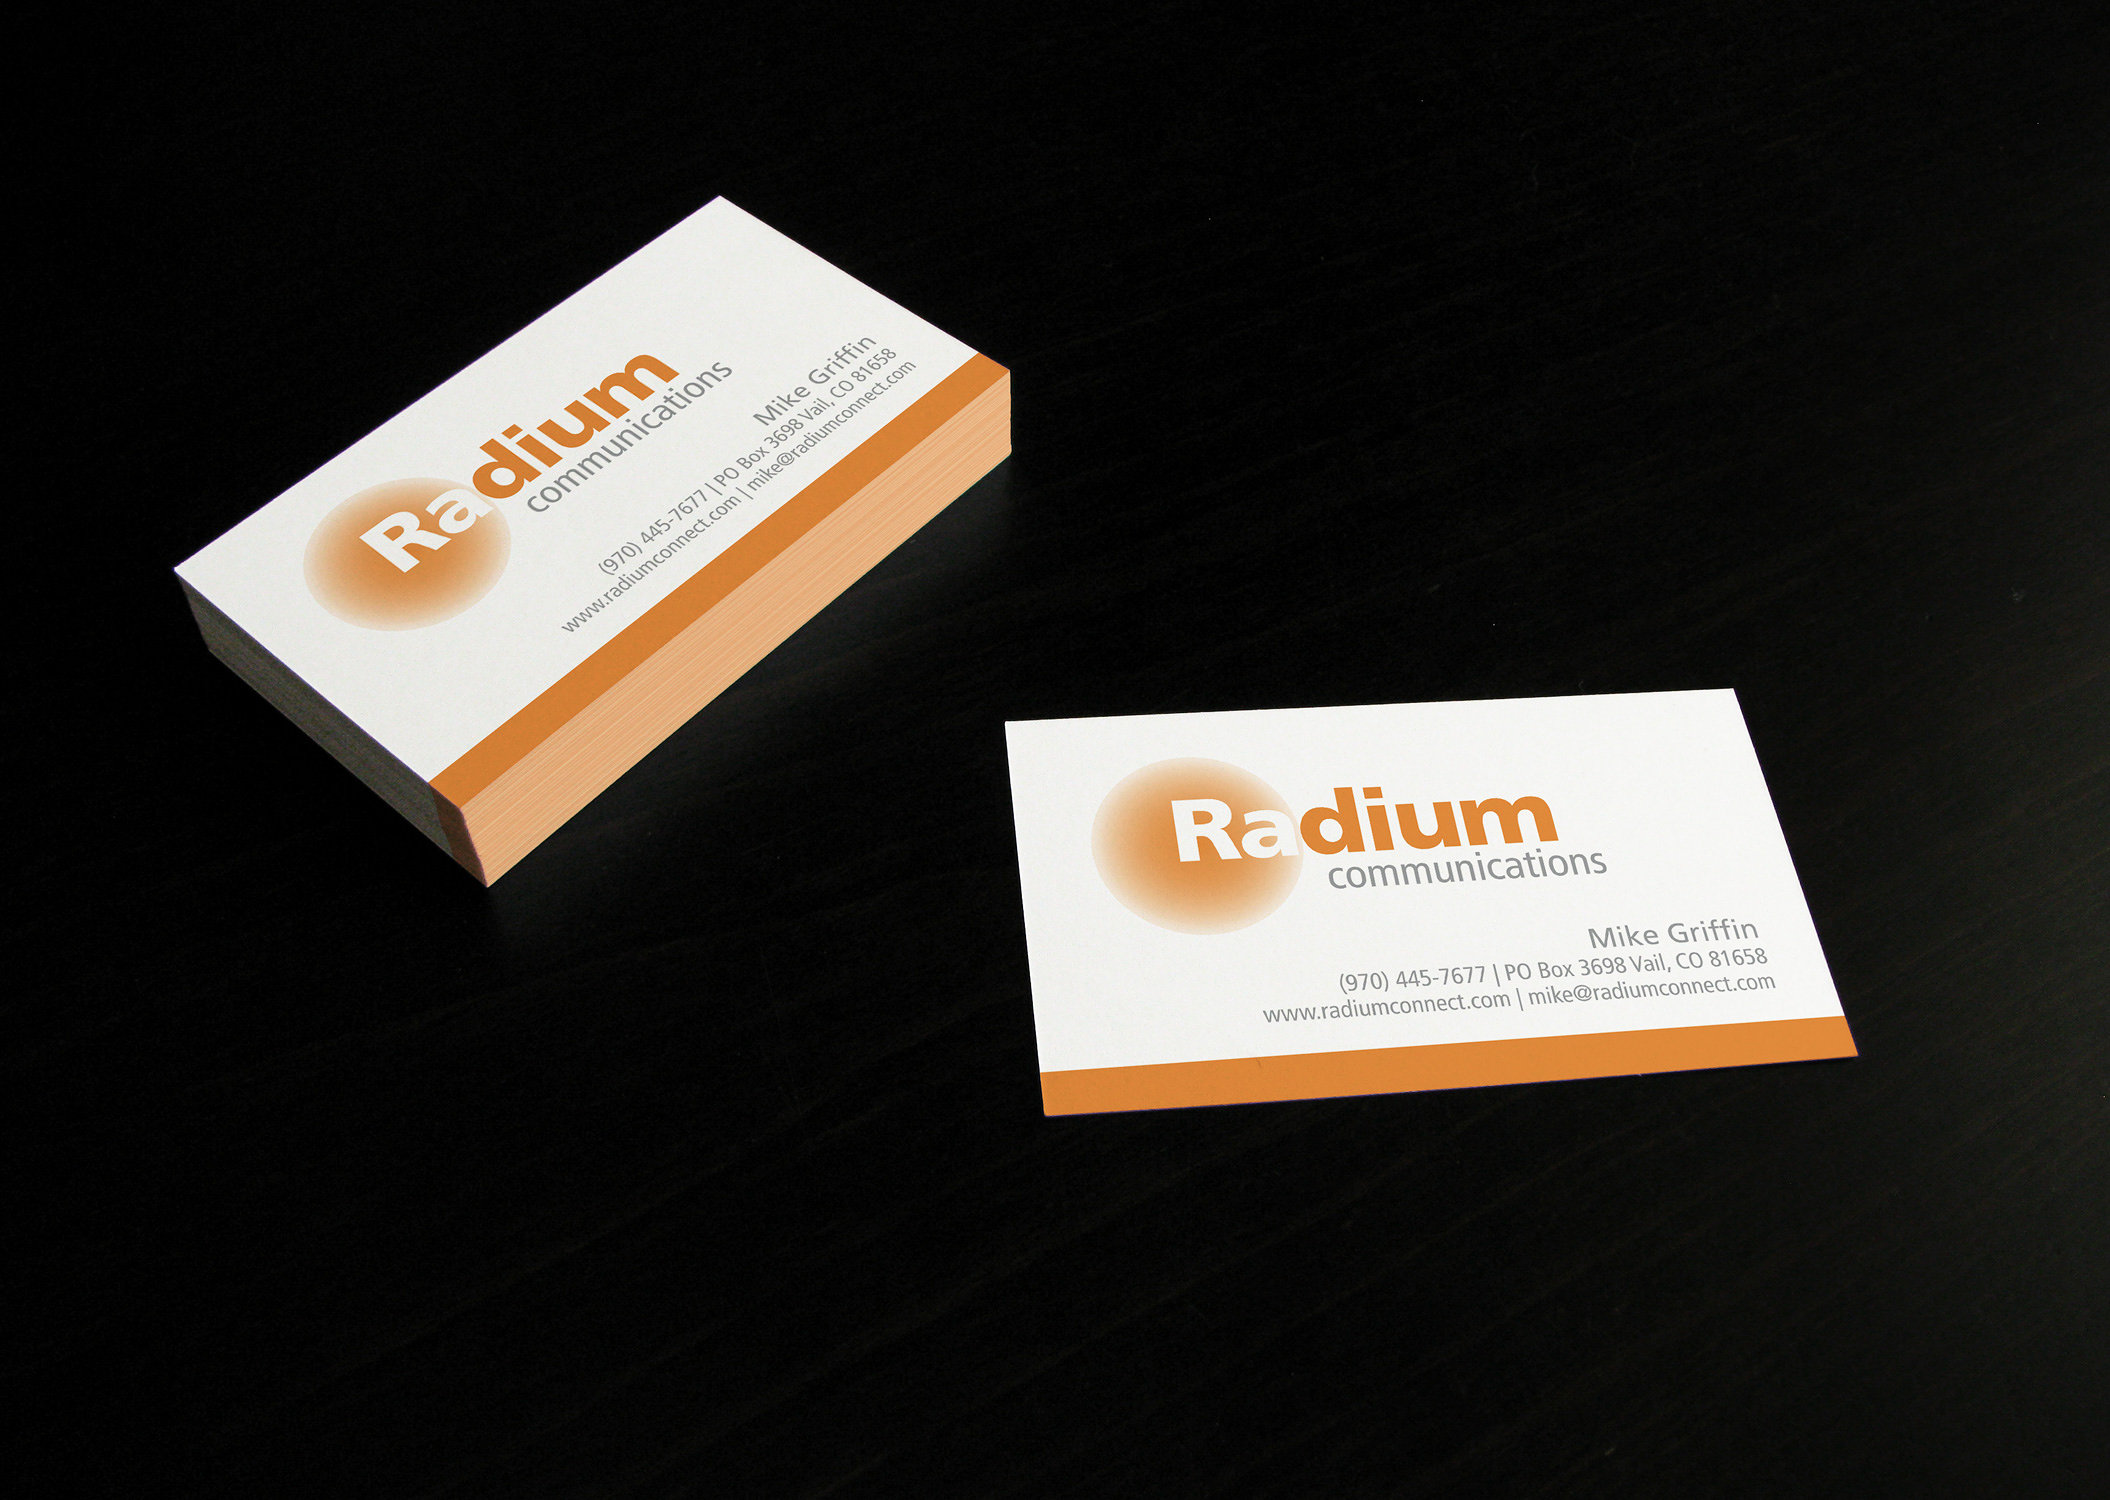 Radium
communications
Mike Griffin
(970) 445-7677 | PO Box 3698 Vail, CO 81658
www.radiumconnect.com | mike@radiumconnect.com
Radium
communications
Mike Griffin
(970) 445-7677 | PO Box 3698 Vail, CO 81658
www.radiumconnect.com | mike@radiumconnect.com